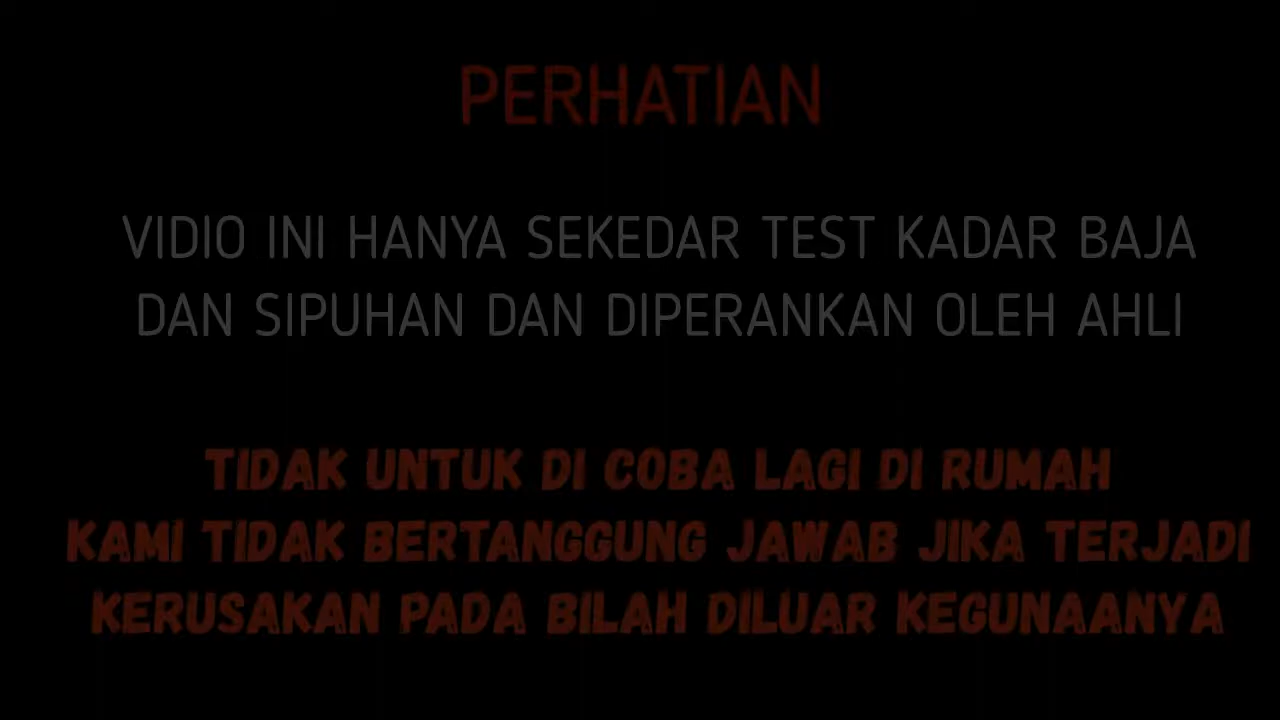 PERHATIAN
VIDIO INI HANYA SEKEDAR TEST KADAR BAJA
DAN SIPUHAN DAN DIPERANKAN OLEH AHLI
TIDAK UNTUK DI COBA LAGI DI RUMAH
KAMI TIDAK BERTANGGUNG JAWAB JIKA TERJADI
KERUSAKAN PADA BILAH DILUAR KEGUNAANYA